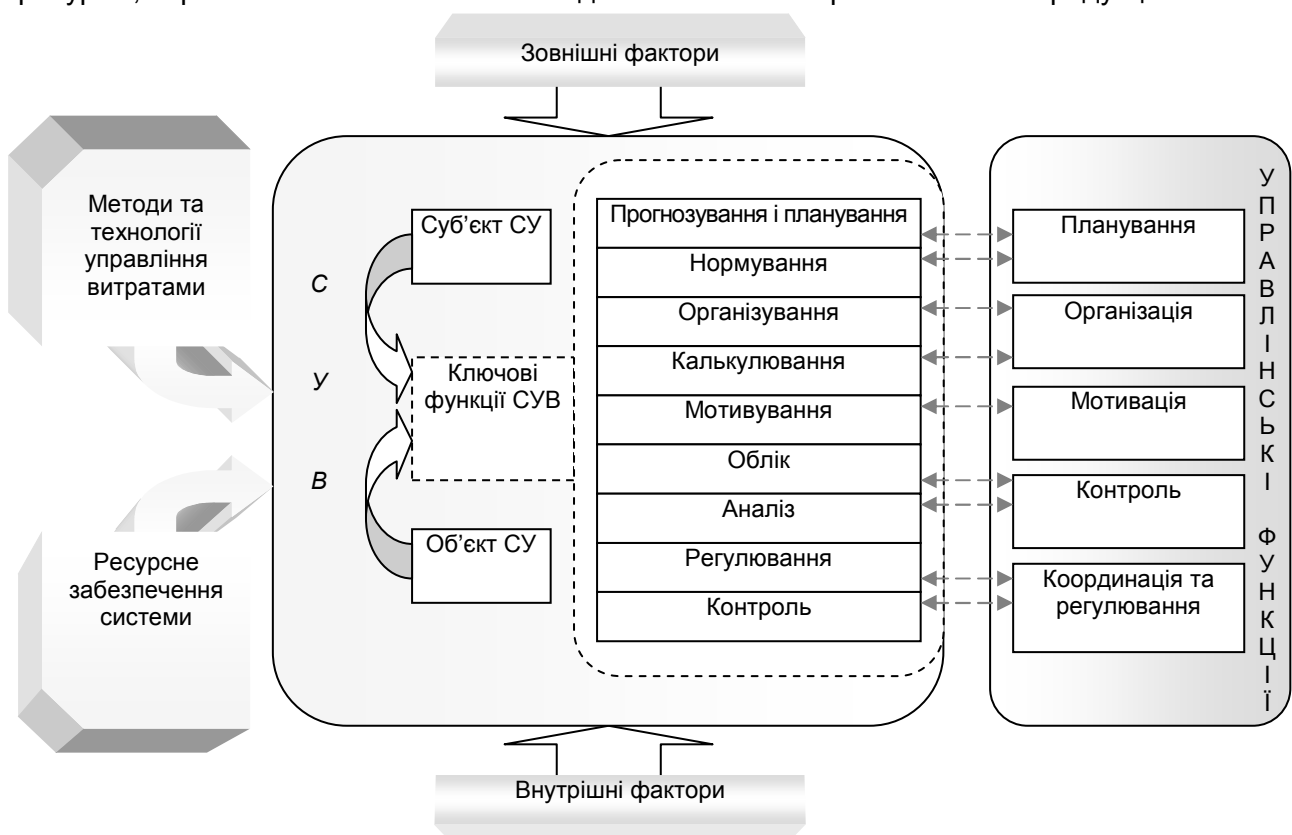 Зовнішні фактори
Методи та
технології
управління
витратами
Ресурсне
забезпечення
системи
С
У
В
Суб’єкт СУ
Ключові
функції СУВ
Об’єкт СУ
Прогнозування і планування
Нормування
Організування
Калькулювання
Мотивування
Облік
Аналіз
Регулювання
Контроль
Планування
Організація
Мотивація
Контроль
Координація та
регулювання
УПРАВЛІНСЬКІ ФУНКЦІЇ
Внутрішні фактори